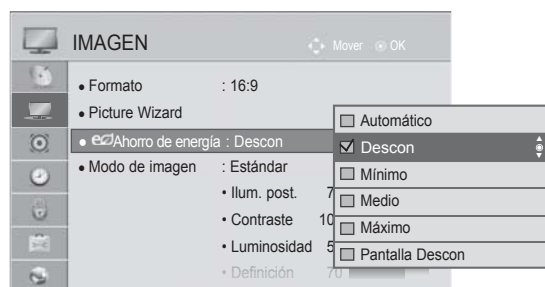 IMAGEN
Mover OK
• Formato : 16:9
• Picture Wizard
• eco Ahorro de energía : Descon
• Modo de imagen : Estándar
• Ilum. post. 7
• Contraste 10
• Luminosidad 5
• Definición 70
Automático
Descon
Mínimo
Medio
Máximo
Pantalla Descon